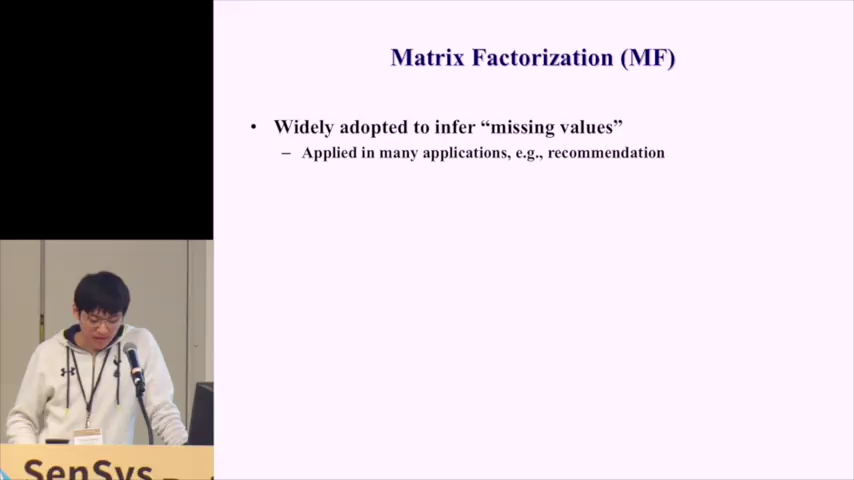 Matrix Factorization (MF)
• Widely adopted to infer “missing values”
– Applied in many applications, e.g., recommendation
SenSys